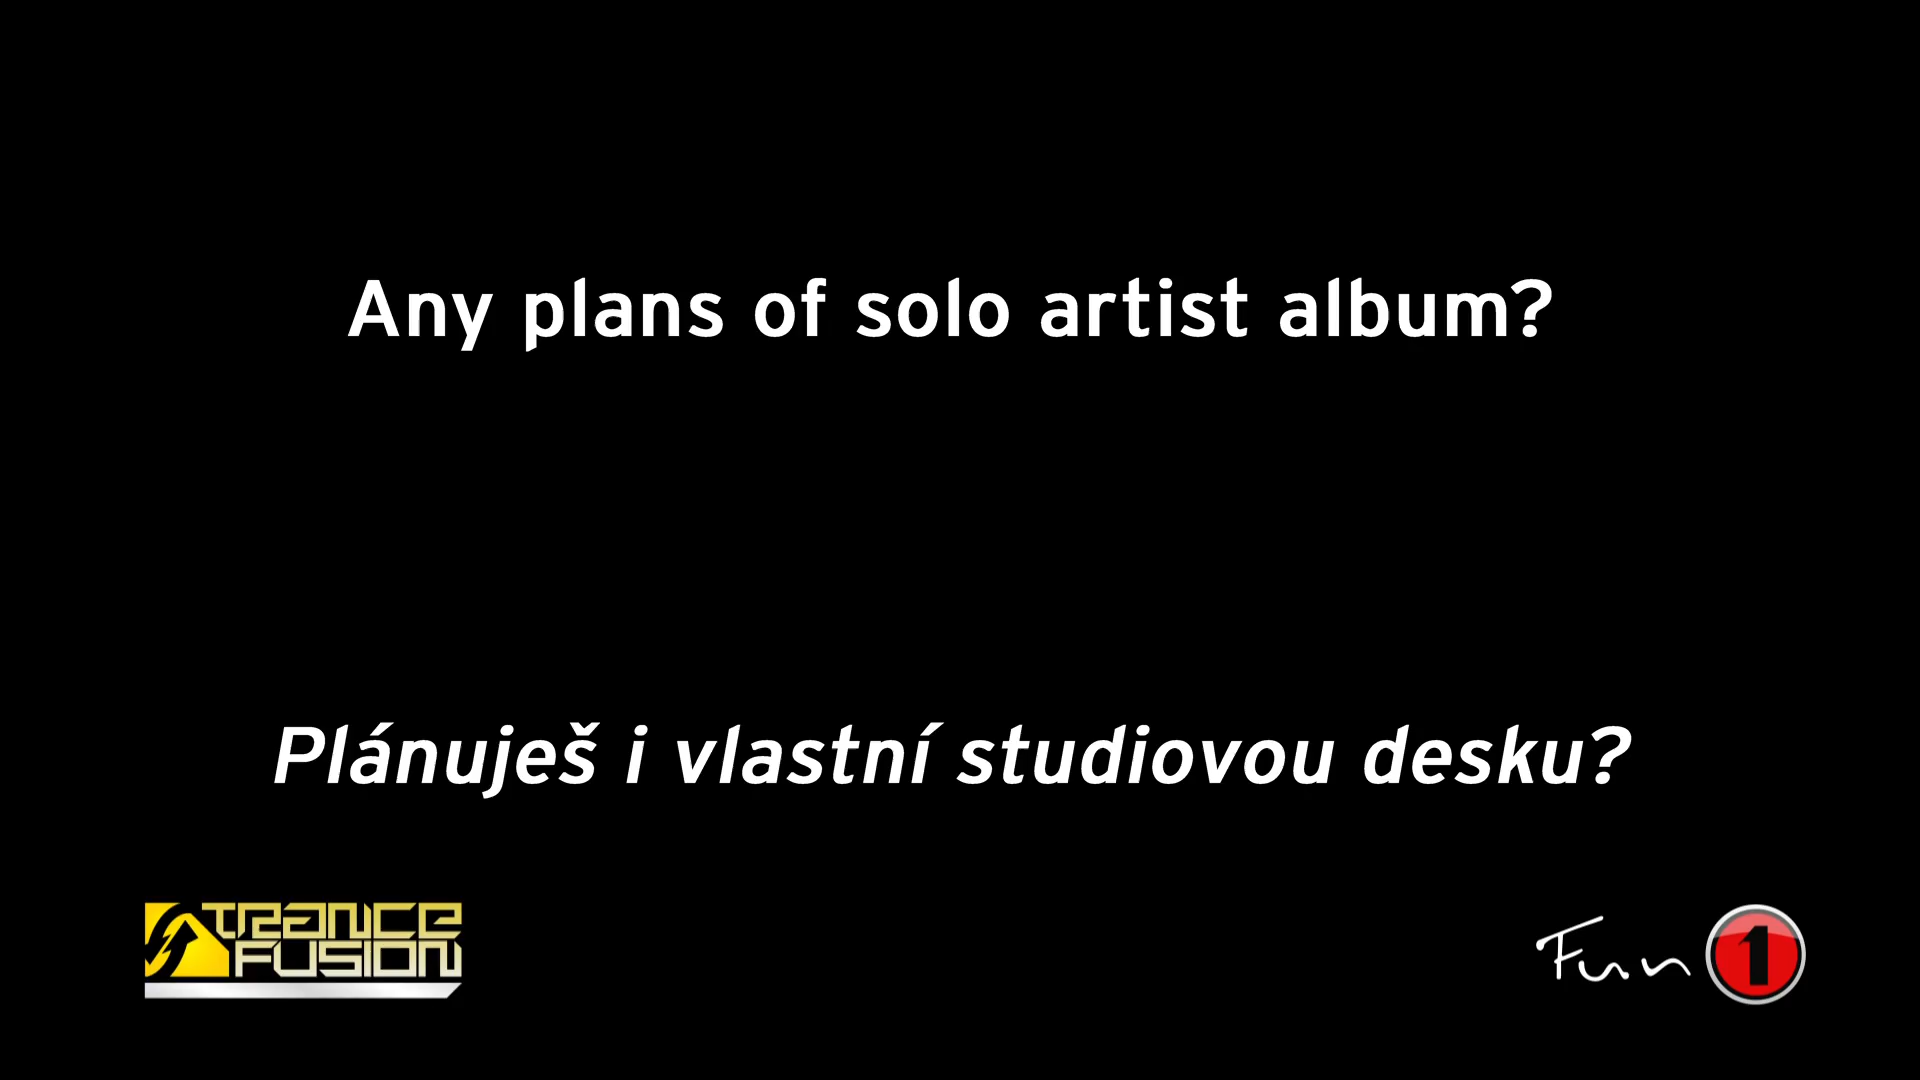 Any plans of solo artist album?
Plánuješ i vlastní studiovou desku?
TRANCE
FUSION
Fun 1